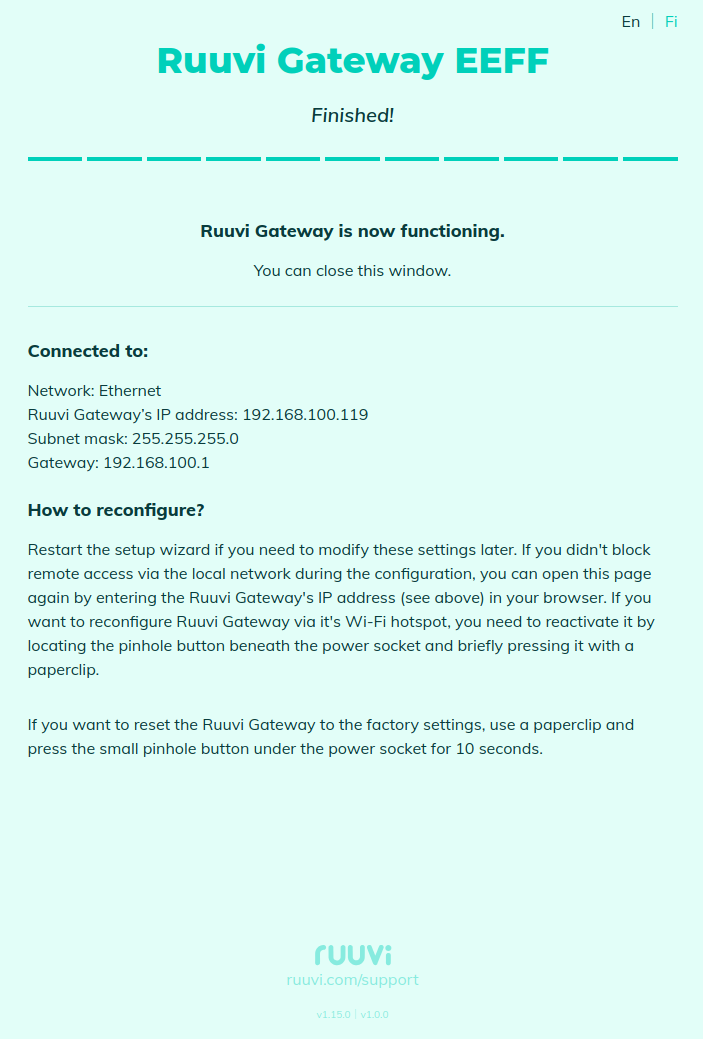 En | Fi
Ruuvi Gateway EEFF
Finished!
Ruuvi Gateway is now functioning.
You can close this window.
Connected to:
Network: Ethernet
Ruuvi Gateway’s IP address: 192.168.100.119
Subnet mask: 255.255.255.0
Gateway: 192.168.100.1
How to reconfigure?
Restart the setup wizard if you need to modify these settings later. If you didn't block
remote access via the local network during the configuration, you can open this page
again by entering the Ruuvi Gateway's IP address (see above) in your browser. If you
want to reconfigure Ruuvi Gateway via it's Wi-Fi hotspot, you need to reactivate it by
locating the pinhole button beneath the power socket and briefly pressing it with a
paperclip.
If you want to reset the Ruuvi Gateway to the factory settings, use a paperclip and
press the small pinhole button under the power socket for 10 seconds.
ruuvi
ruuvi.com/support
v1.15.0 | v1.0.0